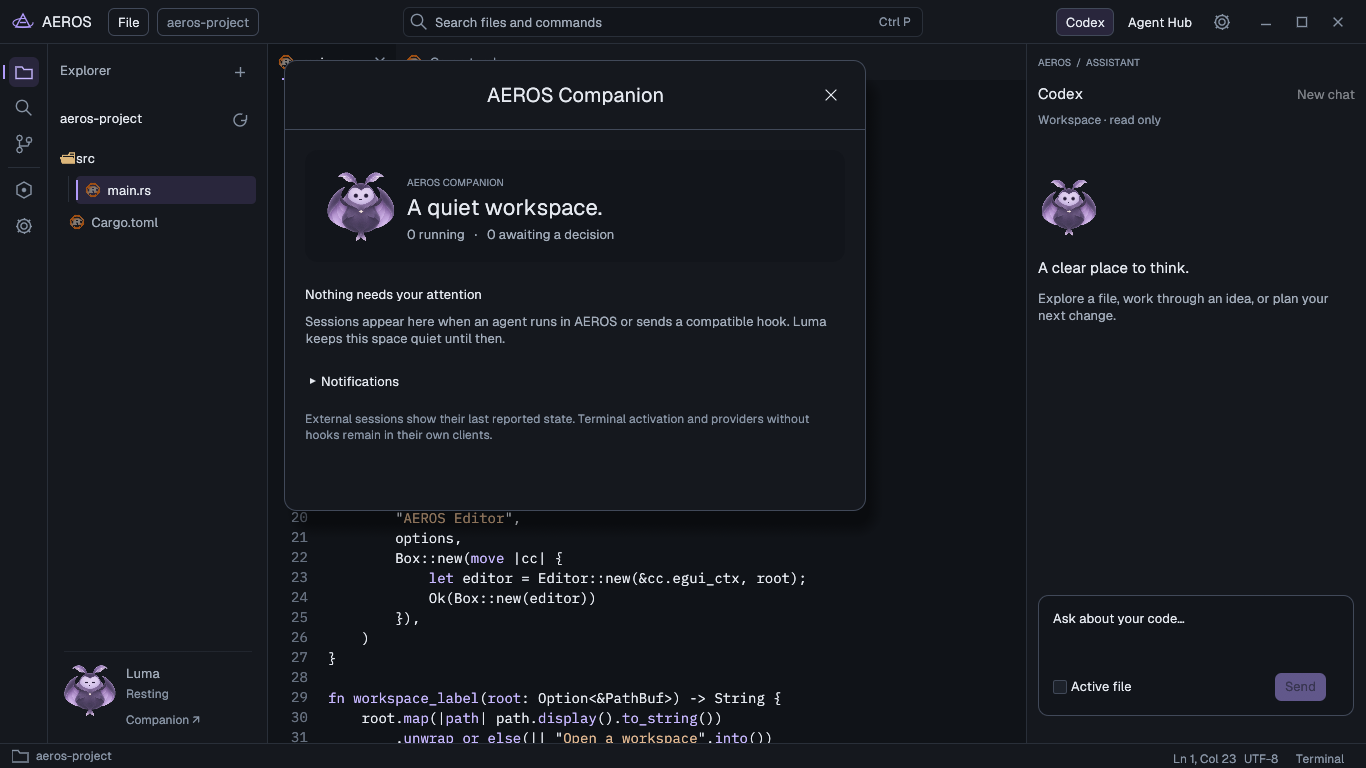 AEROS File aeros-project Search files and commands Ctrl P Codex Agent Hub
Explorer
aeros-project
src
main.rs
Cargo.toml
Luma
Resting
Companion ↗
AEROS Companion
AEROS COMPANION
A quiet workspace.
0 running · 0 awaiting a decision
Nothing needs your attention
Sessions appear here when an agent runs in AEROS or sends a compatible hook. Luma
keeps this space quiet until then.
Notifications
External sessions show their last reported state. Terminal activation and providers without
hooks remain in their own clients.
20 "AEROS Editor",
21 options,
22 Box::new(move |cc| {
23 let editor = Editor::new(&cc.egui_ctx, root);
24 Ok(Box::new(editor))
25 }),
26 )
27 }
28
29 fn workspace_label(root: Option<&PathBuf>) -> String {
30 root.map(|path| path.display().to_string())
31 .unwrap_or_else(|| "Open a workspace".into())
AEROS / ASSISTANT
Codex New chat
Workspace · read only
A clear place to think.
Explore a file, work through an idea, or plan your
next change.
Ask about your code…
Active file Send
aeros-project Ln 1, Col 23 UTF-8 Terminal